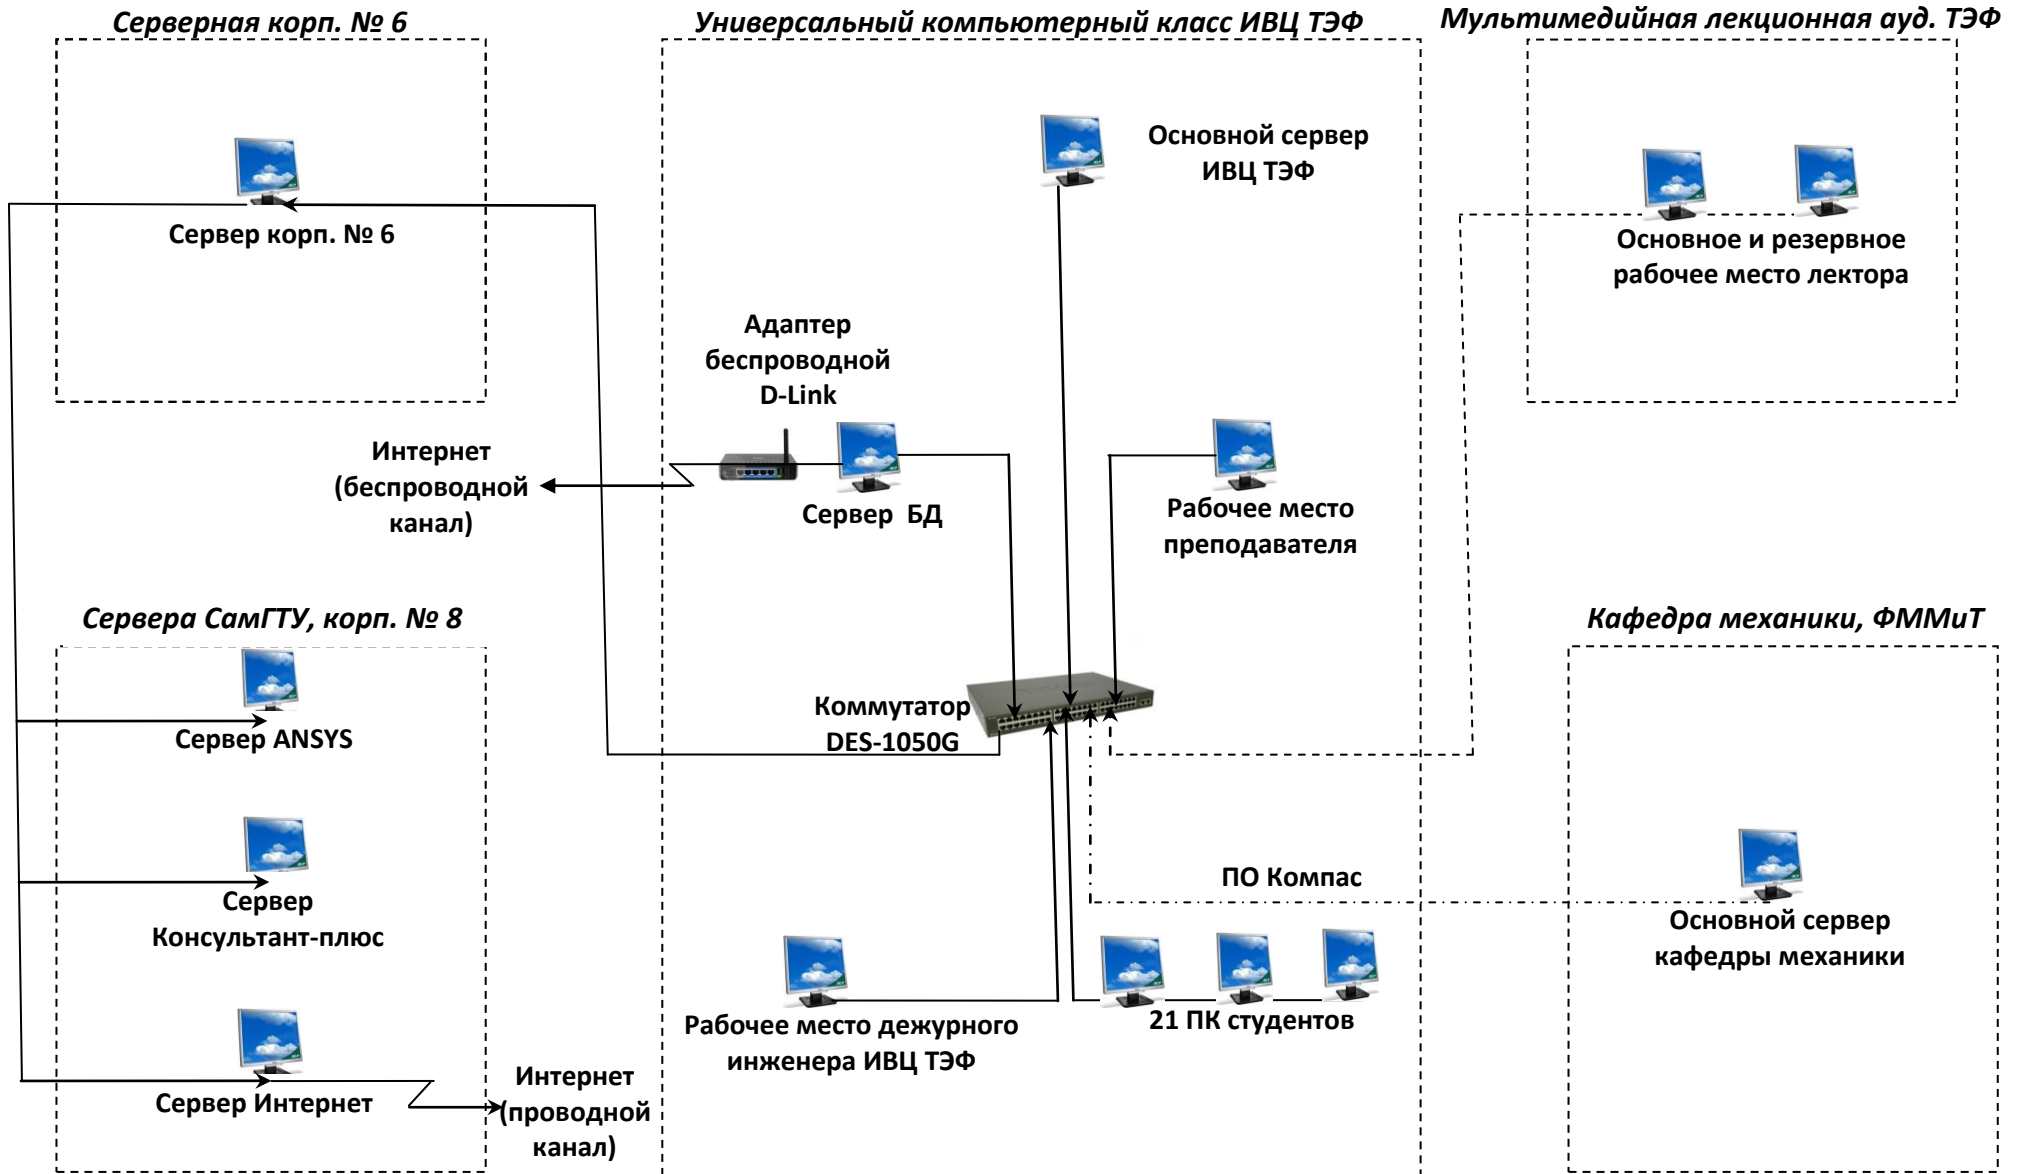 Серверная корп. № 6
Универсальный компьютерный класс ИВЦ ТЭФ
Мультимедийная лекционная ауд. ТЭФ
Сервер корп. № 6
Основной сервер
ИВЦ ТЭФ
Основное и резервное
рабочее место лектора
Адаптер
беспроводной
D-Link
Интернет
(беспроводной
канал)
Сервер БД
Рабочее место
преподавателя
Сервера СамГТУ, корп. № 8
Кафедра механики, ФММиТ
Сервер ANSYS
Коммутатор
DES-1050G
Сервер
Консультант-плюс
ПО Компас
Основной сервер
кафедры механики
Рабочее место дежурного
инженера ИВЦ ТЭФ
21 ПК студентов
Сервер Интернет
Интернет
(проводной
канал)